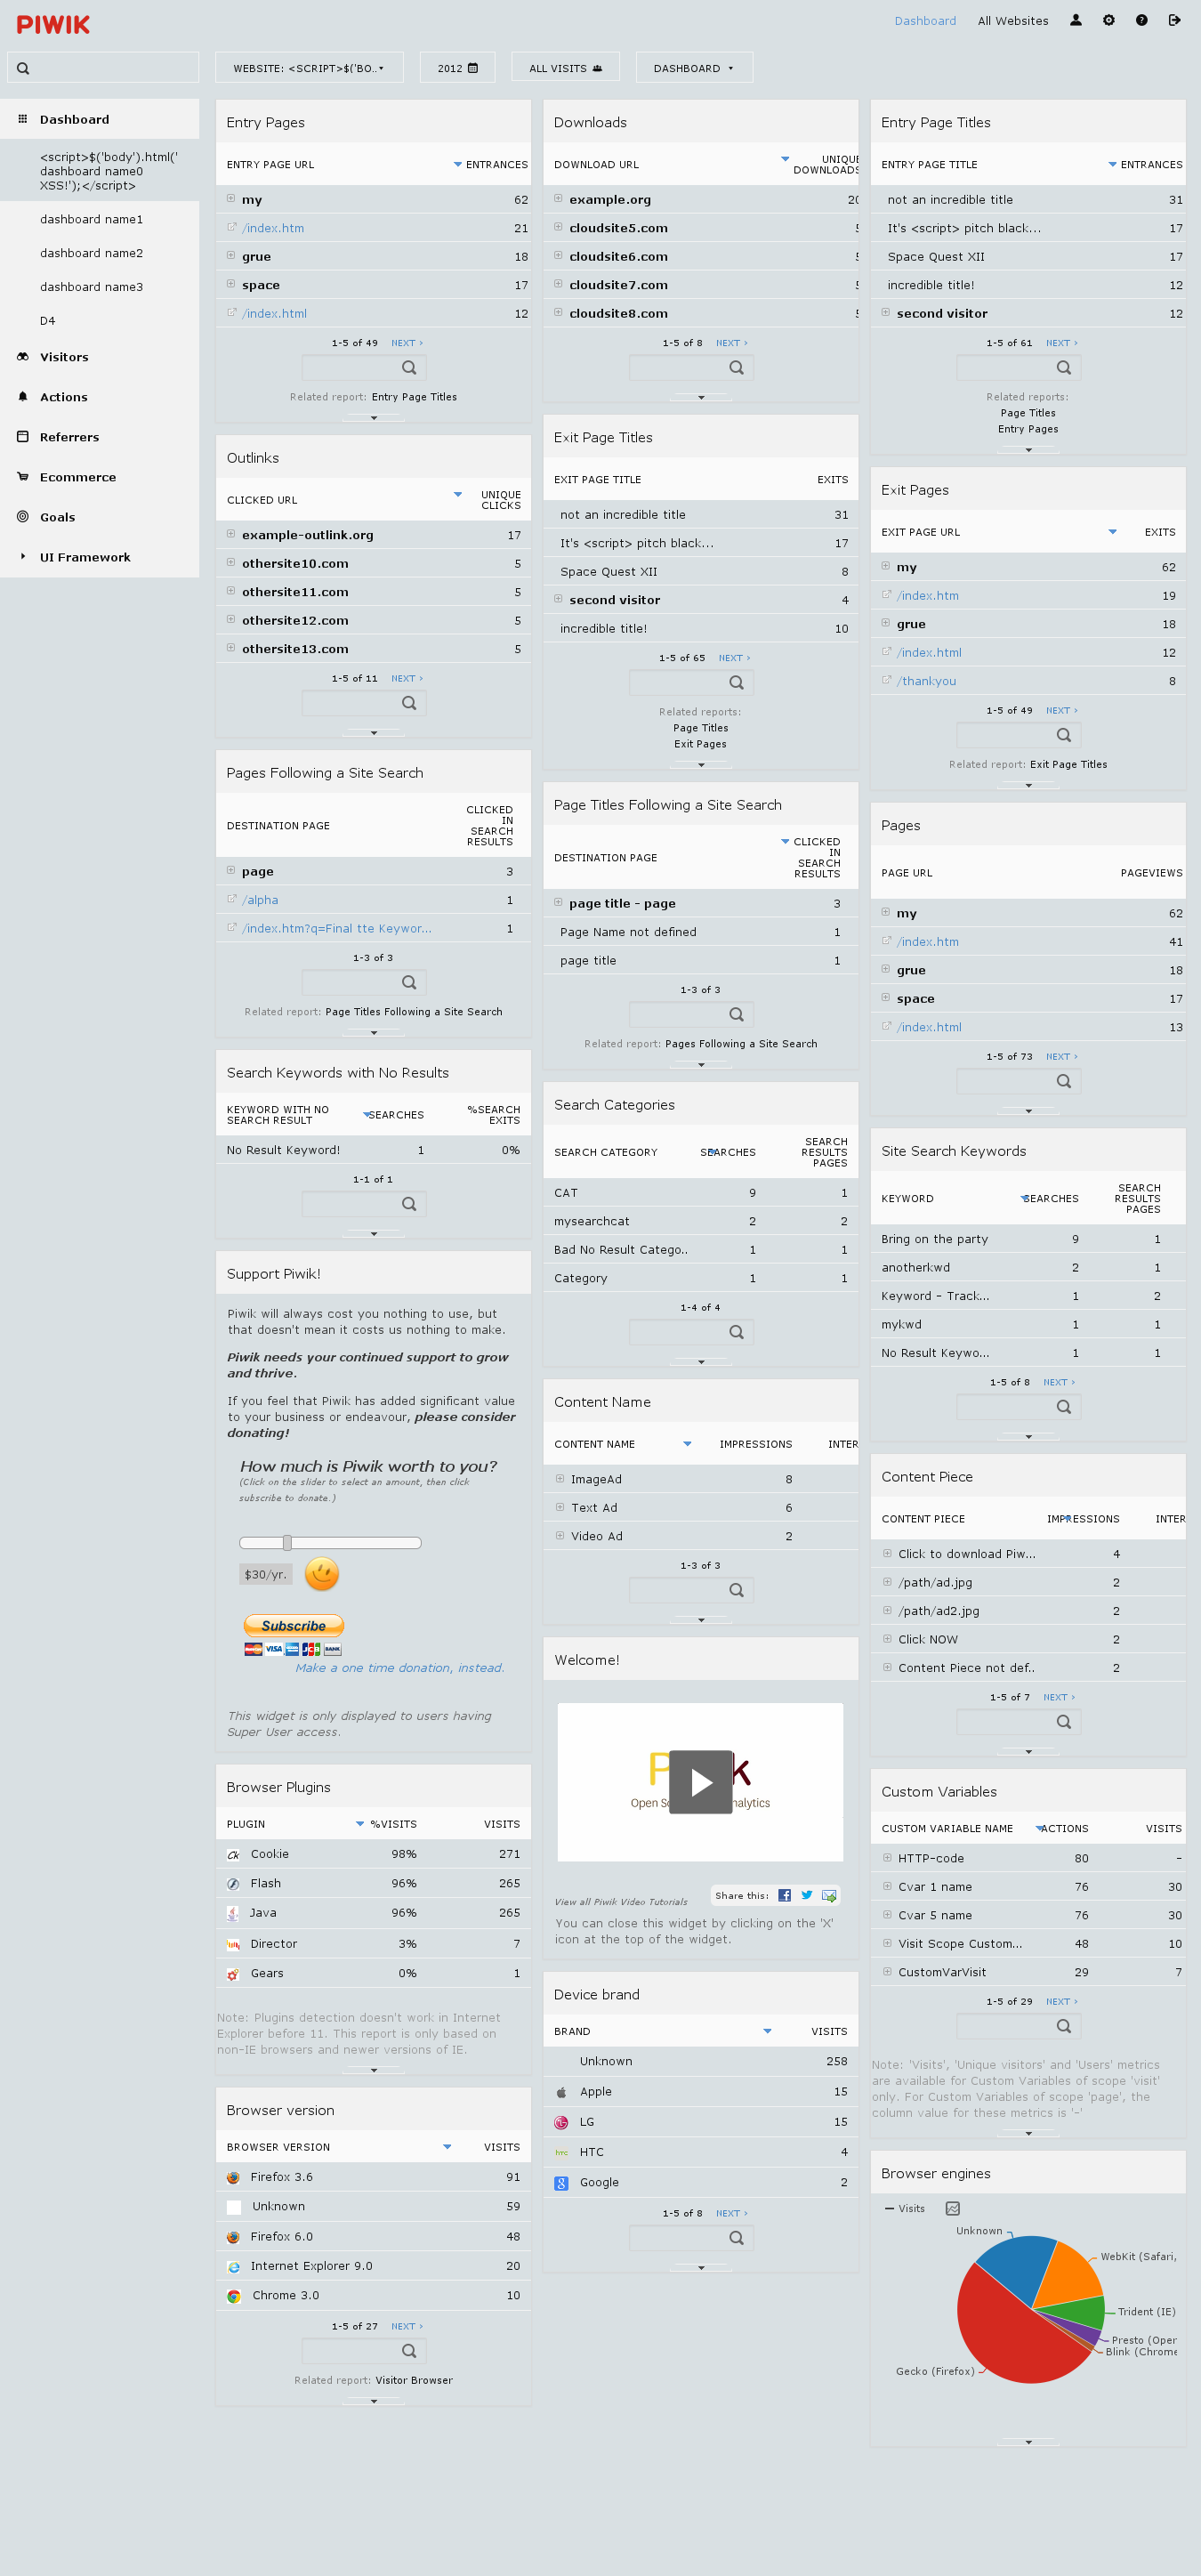 PIWIK
Dashboard All Websites
WEBSITE: <SCRIPT>$('BO.. 2012 ALL VISITS DASHBOARD
Dashboard
<script>$('body').html('
dashboard name0
XSS!');</script>
dashboard name1
dashboard name2
dashboard name3
D4
Visitors
Actions
Referrers
Ecommerce
Goals
UI Framework
Entry Pages
ENTRY PAGE URL ENTRANCES
my 62
/index.htm 21
grue 18
space 17
/index.html 12
1-5 of 49 NEXT ›
Related report: Entry Page Titles
Outlinks
CLICKED URL UNIQUE
CLICKS
example-outlink.org 17
othersite10.com 5
othersite11.com 5
othersite12.com 5
othersite13.com 5
1-5 of 11 NEXT ›
Pages Following a Site Search
DESTINATION PAGE CLICKED
IN
SEARCH
RESULTS
page 3
/alpha 1
/index.htm?q=Final tte Keywor... 1
1-3 of 3
Related report: Page Titles Following a Site Search
Search Keywords with No Results
KEYWORD WITH NO
SEARCH RESULT SEARCHES %SEARCH
EXITS
No Result Keyword! 1 0%
1-1 of 1
Support Piwik!
Piwik will always cost you nothing to use, but
that doesn't mean it costs us nothing to make.
Piwik needs your continued support to grow
and thrive.
If you feel that Piwik has added significant value
to your business or endeavour, please consider
donating!
How much is Piwik worth to you?
(Click on the slider to select an amount, then click
subscribe to donate.)
$30/yr.
Subscribe
VISA JCB BANK
Make a one time donation, instead.
This widget is only displayed to users having
Super User access.
Browser Plugins
PLUGIN %VISITS VISITS
Cookie 98% 271
Flash 96% 265
Java 96% 265
Director 3% 7
Gears 0% 1
Note: Plugins detection doesn't work in Internet
Explorer before 11. This report is only based on
non-IE browsers and newer versions of IE.
Browser version
BROWSER VERSION VISITS
Firefox 3.6 91
Unknown 59
Firefox 6.0 48
Internet Explorer 9.0 20
Chrome 3.0 10
1-5 of 27 NEXT ›
Related report: Visitor Browser
Downloads
DOWNLOAD URL UNIQUE
DOWNLOADS
example.org 20
cloudsite5.com 5
cloudsite6.com 5
cloudsite7.com 5
cloudsite8.com 5
1-5 of 8 NEXT ›
Exit Page Titles
EXIT PAGE TITLE EXITS
not an incredible title 31
It's <script> pitch black... 17
Space Quest XII 8
second visitor 4
incredible title! 10
1-5 of 65 NEXT ›
Related reports:
Page Titles
Exit Pages
Page Titles Following a Site Search
DESTINATION PAGE CLICKED
IN
SEARCH
RESULTS
page title - page 3
Page Name not defined 1
page title 1
1-3 of 3
Related report: Pages Following a Site Search
Search Categories
SEARCH CATEGORY SEARCHES SEARCH
RESULTS
PAGES
CAT 9 1
mysearchcat 2 2
Bad No Result Catego.. 1 1
Category 1 1
1-4 of 4
Content Name
CONTENT NAME IMPRESSIONS INTER
ImageAd 8
Text Ad 6
Video Ad 2
1-3 of 3
Welcome!
P k
Open So nalytics
View all Piwik Video Tutorials Share this:
You can close this widget by clicking on the 'X'
icon at the top of the widget.
Device brand
BRAND VISITS
Unknown 258
Apple 15
LG 15
hTC HTC 4
Google 2
1-5 of 8 NEXT ›
Entry Page Titles
ENTRY PAGE TITLE ENTRANCES
not an incredible title 31
It's <script> pitch black... 17
Space Quest XII 17
incredible title! 12
second visitor 12
1-5 of 61 NEXT ›
Related reports:
Page Titles
Entry Pages
Exit Pages
EXIT PAGE URL EXITS
my 62
/index.htm 19
grue 18
/index.html 12
/thankyou 8
1-5 of 49 NEXT ›
Related report: Exit Page Titles
Pages
PAGE URL PAGEVIEWS
my 62
/index.htm 41
grue 18
space 17
/index.html 13
1-5 of 73 NEXT ›
Site Search Keywords
KEYWORD SEARCHES SEARCH
RESULTS
PAGES
Bring on the party 9 1
anotherkwd 2 1
Keyword - Track... 1 2
mykwd 1 1
No Result Keywo... 1 1
1-5 of 8 NEXT ›
Content Piece
CONTENT PIECE IMPRESSIONS INTER
Click to download Piw... 4
/path/ad.jpg 2
/path/ad2.jpg 2
Click NOW 2
Content Piece not def.. 2
1-5 of 7 NEXT ›
Custom Variables
CUSTOM VARIABLE NAME ACTIONS VISITS
HTTP-code 80 -
Cvar 1 name 76 30
Cvar 5 name 76 30
Visit Scope Custom... 48 10
CustomVarVisit 29 7
1-5 of 29 NEXT ›
Note: 'Visits', 'Unique visitors' and 'Users' metrics
are available for Custom Variables of scope 'visit'
only. For Custom Variables of scope 'page', the
column value for these metrics is '-'
Browser engines
Visits
Unknown
WebKit (Safari,
Trident (IE)
Presto (Oper
Blink (Chrome
Gecko (Firefox)